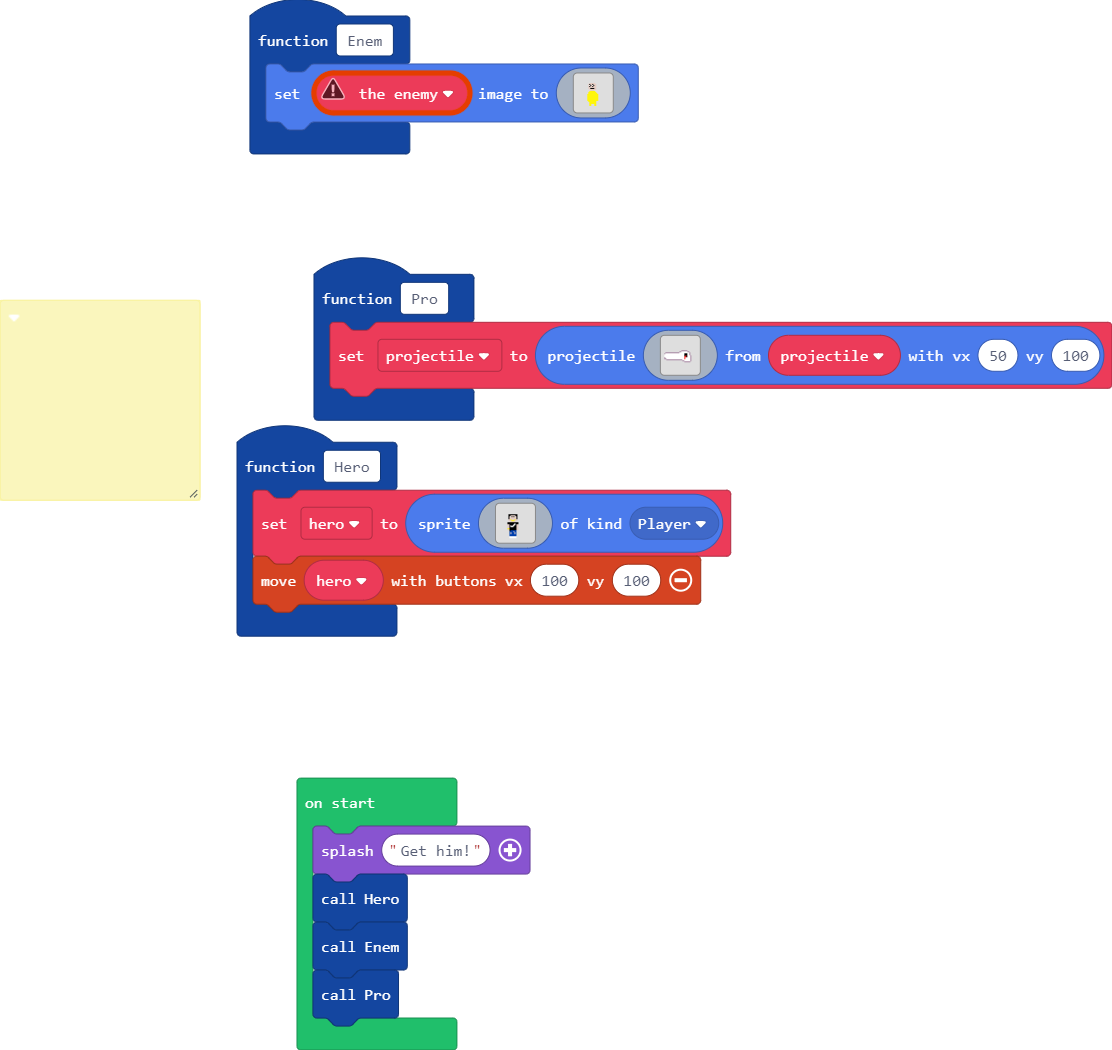 function Enem
set the enemy image to
function Pro
set projectile to projectile from projectile with vx 50 vy 100
function Hero
set hero to sprite of kind Player
move hero with buttons vx 100 vy 100
on start
splash "Get him!"
call Hero
call Enem
call Pro